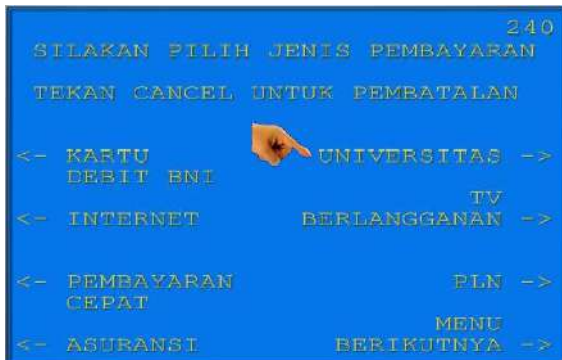 240
SILAKAN PILIH JENIS PEMBAYARAN
TEKAN CANCEL UNTUK PEMBATALAN
<- KARTU DEBIT BNI
UNIVERSITAS ->
<- INTERNET
TV BERLANGGANAN ->
<- PEMBAYARAN CEPAT
PLN ->
<- ASURANSI
MENU BERIKUTNYA ->